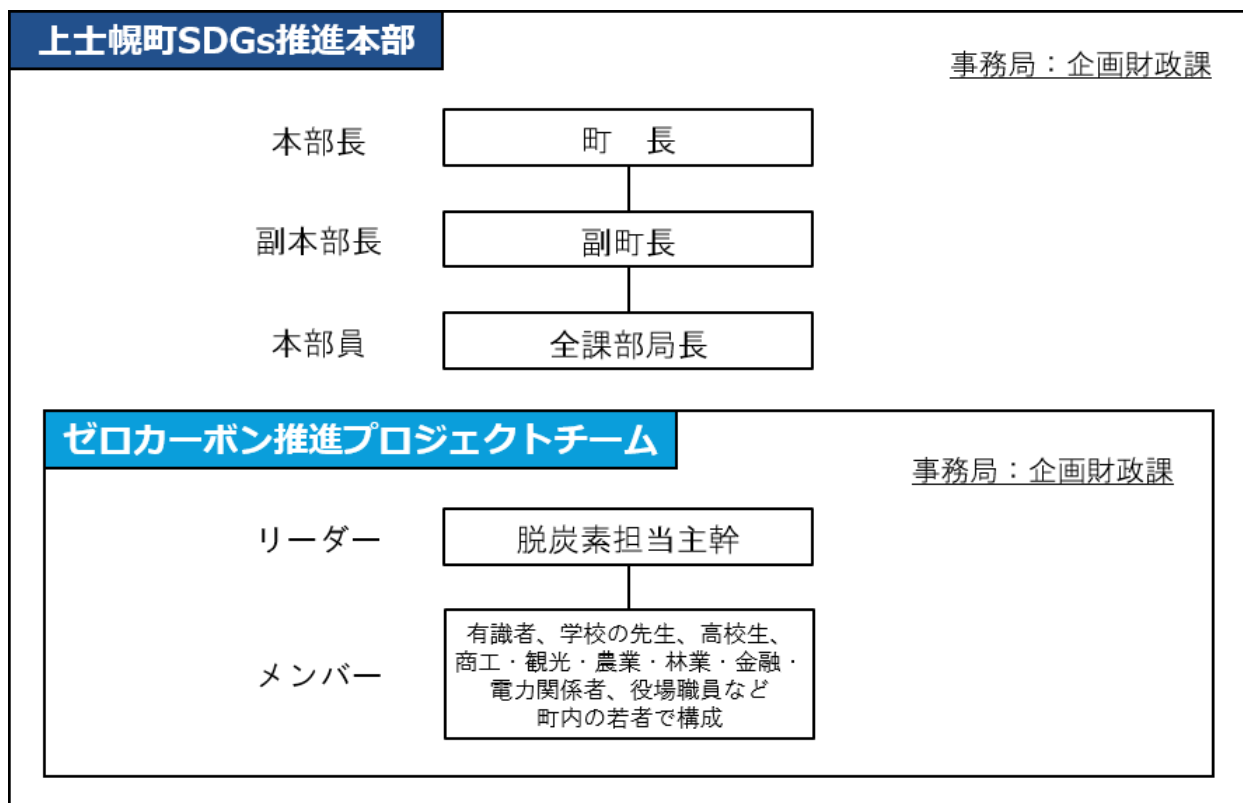 上士幌町SDGs推進本部
事務局：企画財政課
本部長
町　長
副本部長
副町長
本部員
全課部局長
ゼロカーボン推進プロジェクトチーム
事務局：企画財政課
リーダー
脱炭素担当主幹
メンバー
有識者、学校の先生、高校生、
商工・観光・農業・林業・金融・
電力関係者、役場職員など
町内の若者で構成